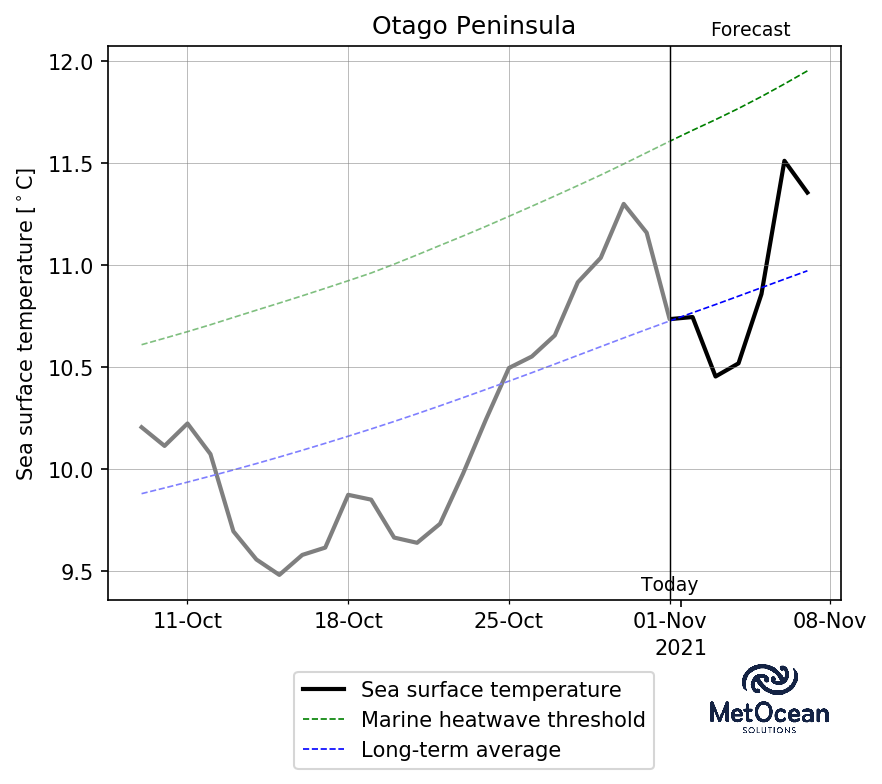 Otago Peninsula
Forecast
12.0
11.5
11.0
10.5
10.0
9.5
Sea surface temperature [°C]
Today
11-Oct 18-Oct 25-Oct 01-Nov 08-Nov
2021
Sea surface temperature
Marine heatwave threshold
Long-term average
MetOcean
SOLUTIONS